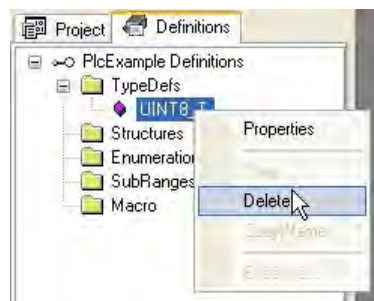 Project Definitions
PlcExample Definitions
TypeDefs
UINT8_T
Structures
Enumeration
SubRanges
Macro
Properties
Delete